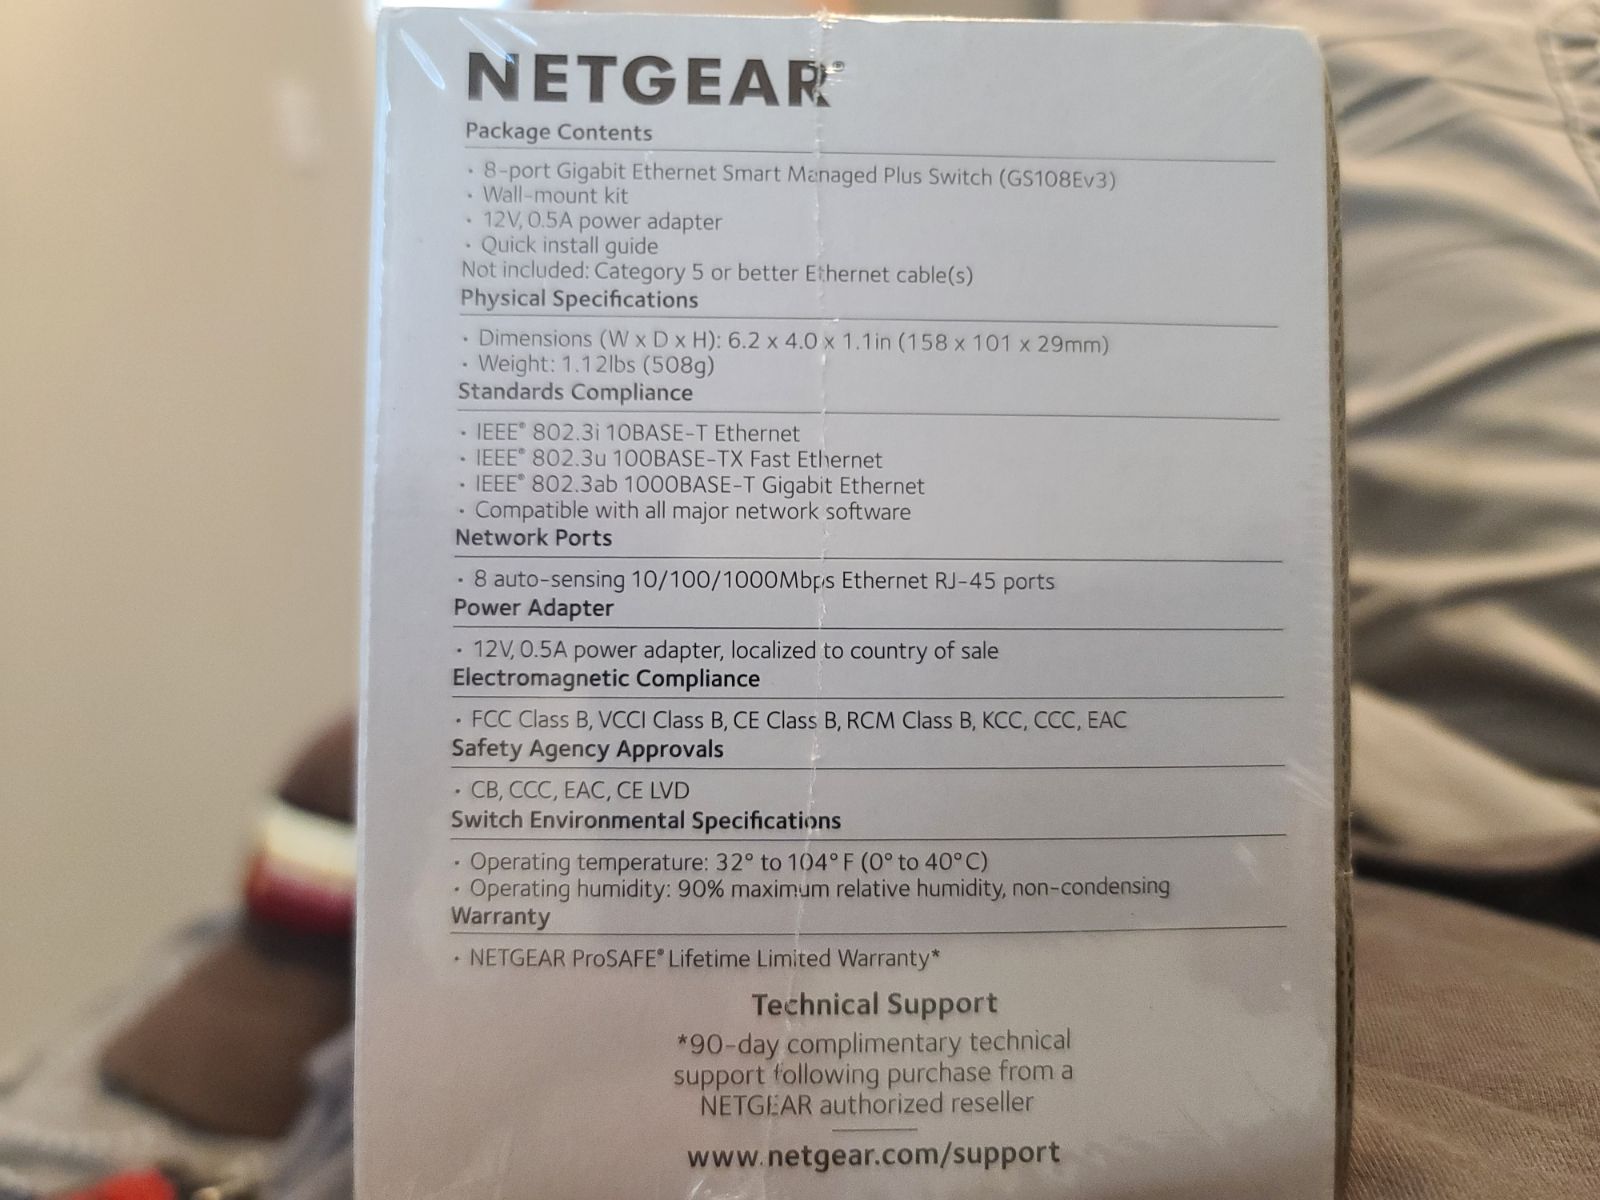 NETGEAR®
Package Contents
· 8-port Gigabit Ethernet Smart Managed Plus Switch (GS108Ev3)
· Wall-mount kit
· 12V, 0.5A power adapter
· Quick install guide
Not included: Category 5 or better Ethernet cable(s)
Physical Specifications
· Dimensions (W x D x H): 6.2 x 4.0 x 1.1in (158 x 101 x 29mm)
· Weight: 1.12lbs (508g)
Standards Compliance
· IEEE® 802.3i 10BASE-T Ethernet
· IEEE® 802.3u 100BASE-TX Fast Ethernet
· IEEE® 802.3ab 1000BASE-T Gigabit Ethernet
· Compatible with all major network software
Network Ports
· 8 auto-sensing 10/100/1000Mbps Ethernet RJ-45 ports
Power Adapter
· 12V, 0.5A power adapter, localized to country of sale
Electromagnetic Compliance
· FCC Class B, VCCI Class B, CE Class B, RCM Class B, KCC, CCC, EAC
Safety Agency Approvals
· CB, CCC, EAC, CE LVD
Switch Environmental Specifications
· Operating temperature: 32° to 104° F (0° to 40° C)
· Operating humidity: 90% maximum relative humidity, non-condensing
Warranty
· NETGEAR ProSAFE® Lifetime Limited Warranty*
Technical Support
*90-day complimentary technical
support following purchase from a
NETGEAR authorized reseller
www.netgear.com/support